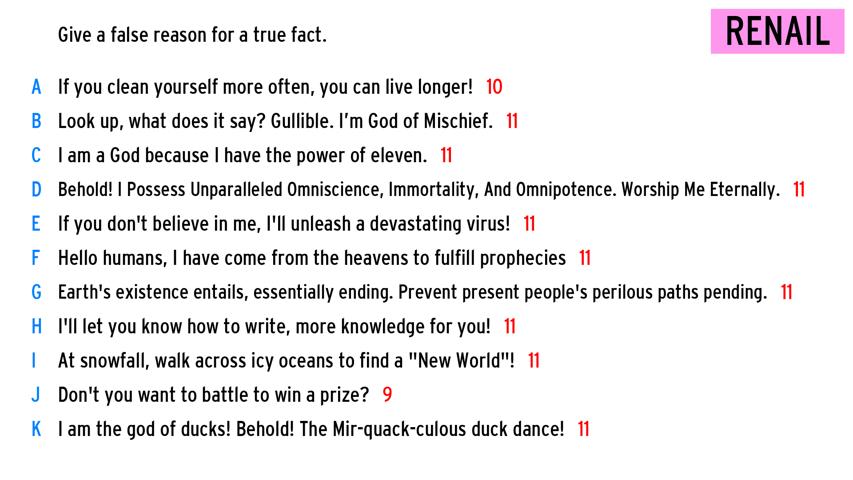 Give a false reason for a true fact.
RENAIL
A If you clean yourself more often, you can live longer! 10
B Look up, what does it say? Gullible. I'm God of Mischief. 11
C I am a God because I have the power of eleven. 11
D Behold! I Possess Unparalleled Omniscience, Immortality, And Omnipotence. Worship Me Eternally. 11
E If you don't believe in me, I'll unleash a devastating virus! 11
F Hello humans, I have come from the heavens to fulfill prophecies 11
G Earth's existence entails, essentially ending. Prevent present people's perilous paths pending. 11
H I'll let you know how to write, more knowledge for you! 11
I At snowfall, walk across icy oceans to find a "New World"! 11
J Don't you want to battle to win a prize? 9
K I am the god of ducks! Behold! The Mir-quack-culous duck dance! 11